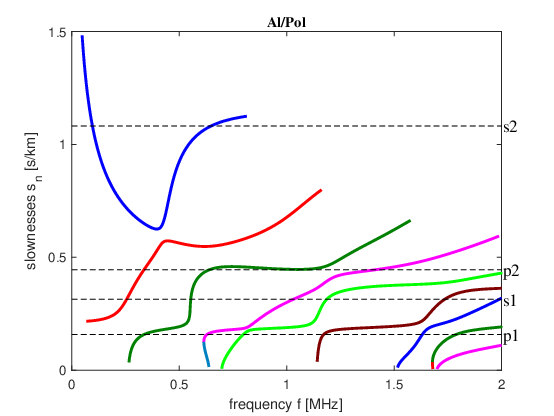 Al/Pol
1.5
1
0.5
0
slownesses s_n [s/km]
s2
p2
s1
p1
0
0.5
1
1.5
2
frequency f [MHz]